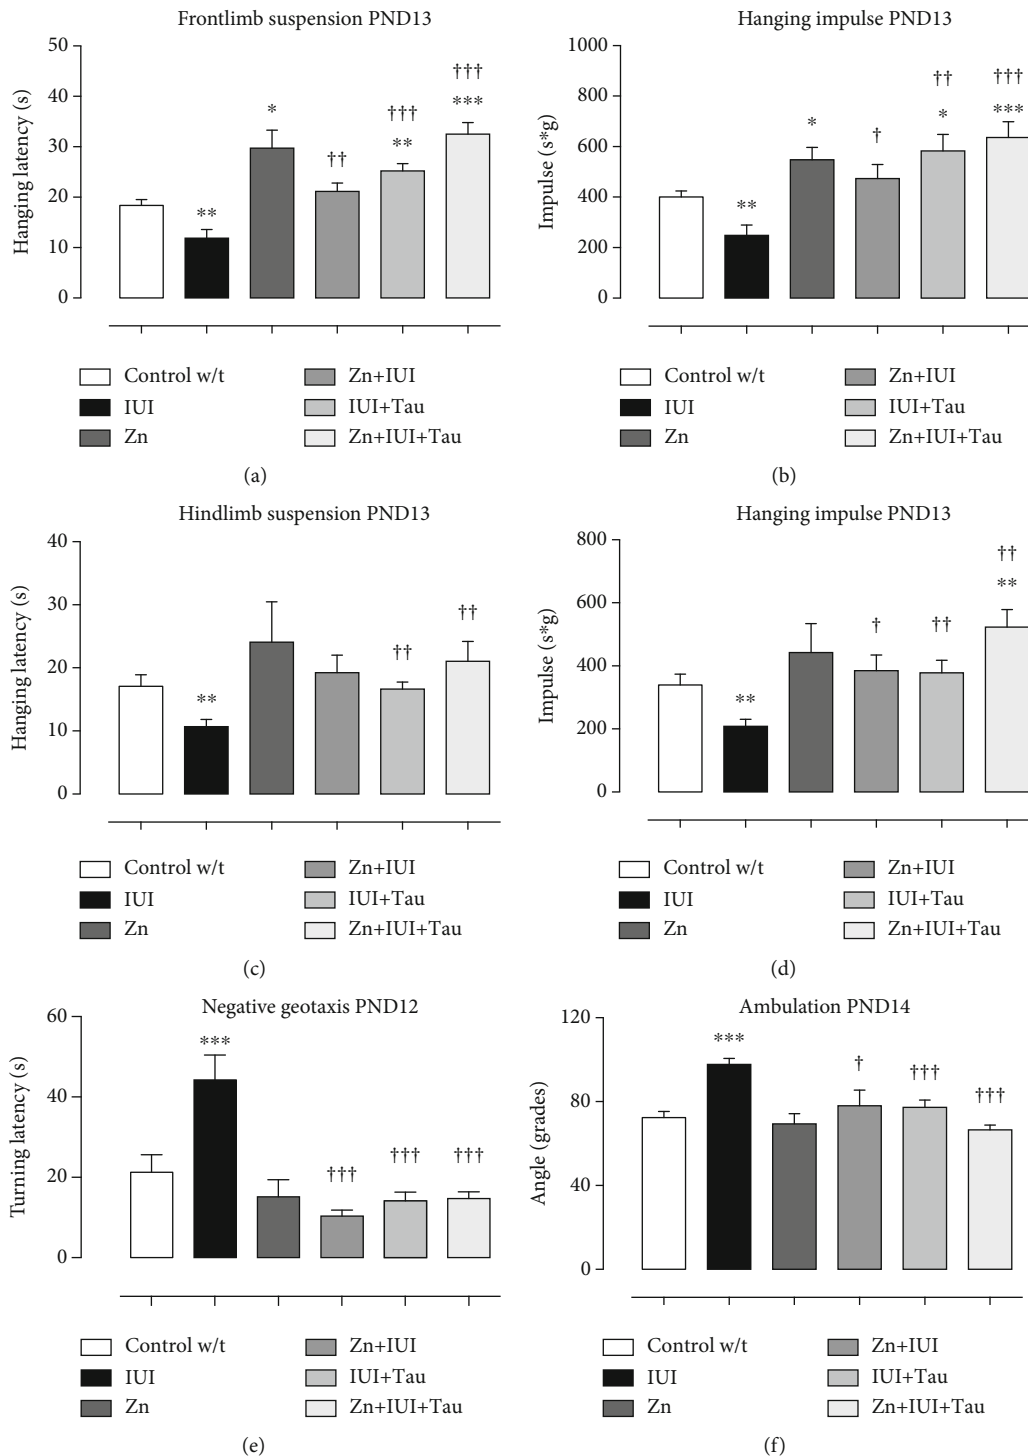 Frontlimb suspension PND13
Hanging latency (s)
50
40
30
20
10
0
**
*
††
†††
**
†††
***
Control w/t
IUI
Zn
Zn+IUI
IUI+Tau
Zn+IUI+Tau
(a)
Hanging impulse PND13
Impulse (s*g)
1000
800
600
400
200
0
**
*
†
††
*
†††
***
Control w/t
IUI
Zn
Zn+IUI
IUI+Tau
Zn+IUI+Tau
(b)
Hindlimb suspension PND13
Hanging latency (s)
40
30
20
10
0
**
††
††
Control w/t
IUI
Zn
Zn+IUI
IUI+Tau
Zn+IUI+Tau
(c)
Hanging impulse PND13
Impulse (s*g)
800
600
400
200
0
**
†
††
††
**
Control w/t
IUI
Zn
Zn+IUI
IUI+Tau
Zn+IUI+Tau
(d)
Negative geotaxis PND12
Turning latency (s)
60
40
20
0
***
†††
†††
†††
Control w/t
IUI
Zn
Zn+IUI
IUI+Tau
Zn+IUI+Tau
(e)
Ambulation PND14
Angle (grades)
120
80
40
0
***
†
†††
†††
Control w/t
IUI
Zn
Zn+IUI
IUI+Tau
Zn+IUI+Tau
(f)